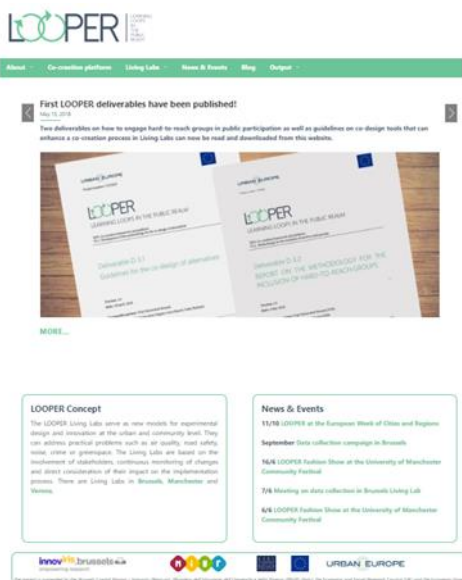 LOOPER
LEARNING
LOOPS
IN
THE
PUBLIC
REALM
About Co-creation platform Living Labs News & Events Blog Output
First LOOPER deliverables have been published!
May 15, 2018
Two deliverables on how to engage hard-to-reach groups in public participation as well as guidelines on co-design tools that can
enhance a co-creation process in Living Labs can now be read and downloaded from this website.
URBAN EUROPE
LOOPER
LEARNING LOOPS IN THE PUBLIC REALM
Deliverable D 3.1
Guidelines for the co-design of alternatives
URBAN EUROPE
LOOPER
LEARNING LOOPS IN THE PUBLIC REALM
REPORT ON THE METHODOLOGY FOR THE
INCLUSION OF HARD-TO-REACH GROUPS
MORE...
LOOPER Concept
The LOOPER Living Labs serve as new models for experimental
design and innovation at the urban and community level. They
can address practical problems such as air quality, road safety,
noise, crime or greenspace. The Living Labs are based on the
involvement of stakeholders, continuous monitoring of changes
and direct consideration of their impact on the implementation
process. There are Living Labs in Brussels, Manchester and
Verona.
News & Events
11/10 LOOPER at the European Week of Cities and Regions
September Data collection campaign in Brussels
16/6 LOOPER Fashion Show at the University of Manchester
Community Festival
7/6 Meeting on data collection in Brussels Living Lab
6/6 LOOPER Fashion Show at the University of Manchester
Community Festival
innoviris.brussels
empowering research
URBAN EUROPE